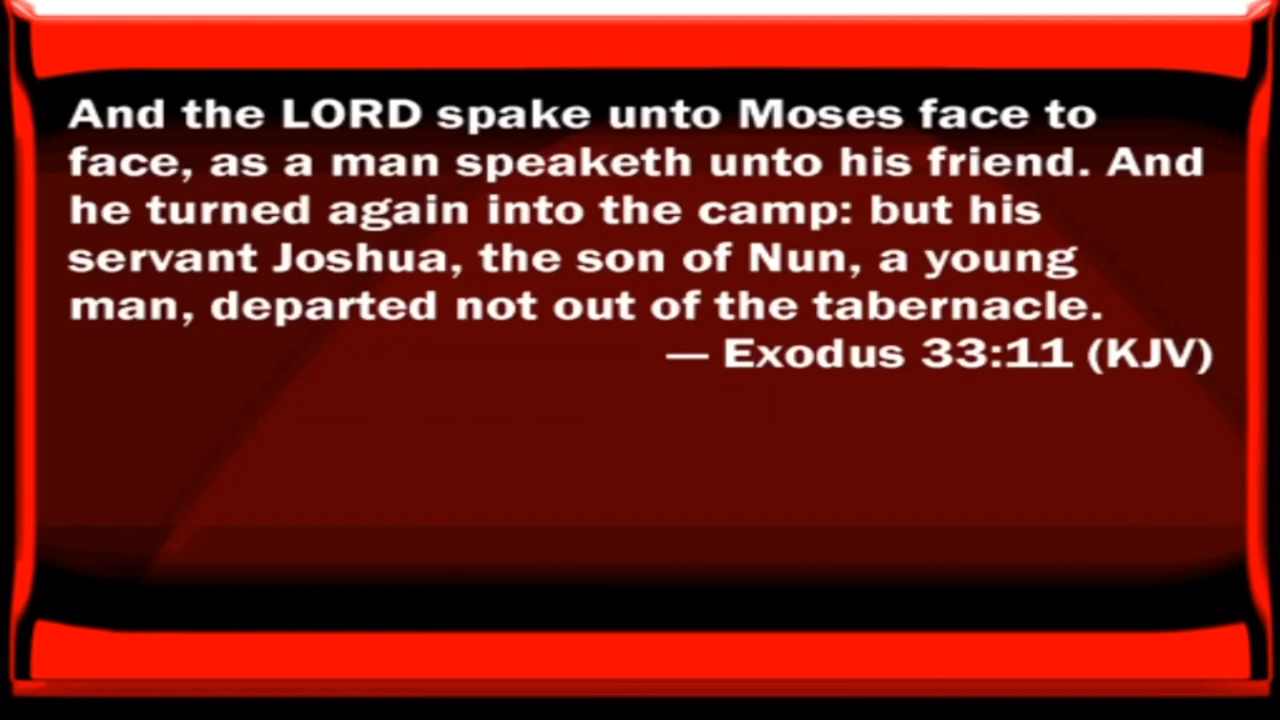 And the LORD spake unto Moses face to
face, as a man speaketh unto his friend. And
he turned again into the camp: but his
servant Joshua, the son of Nun, a young
man, departed not out of the tabernacle.
— Exodus 33:11 (KJV)